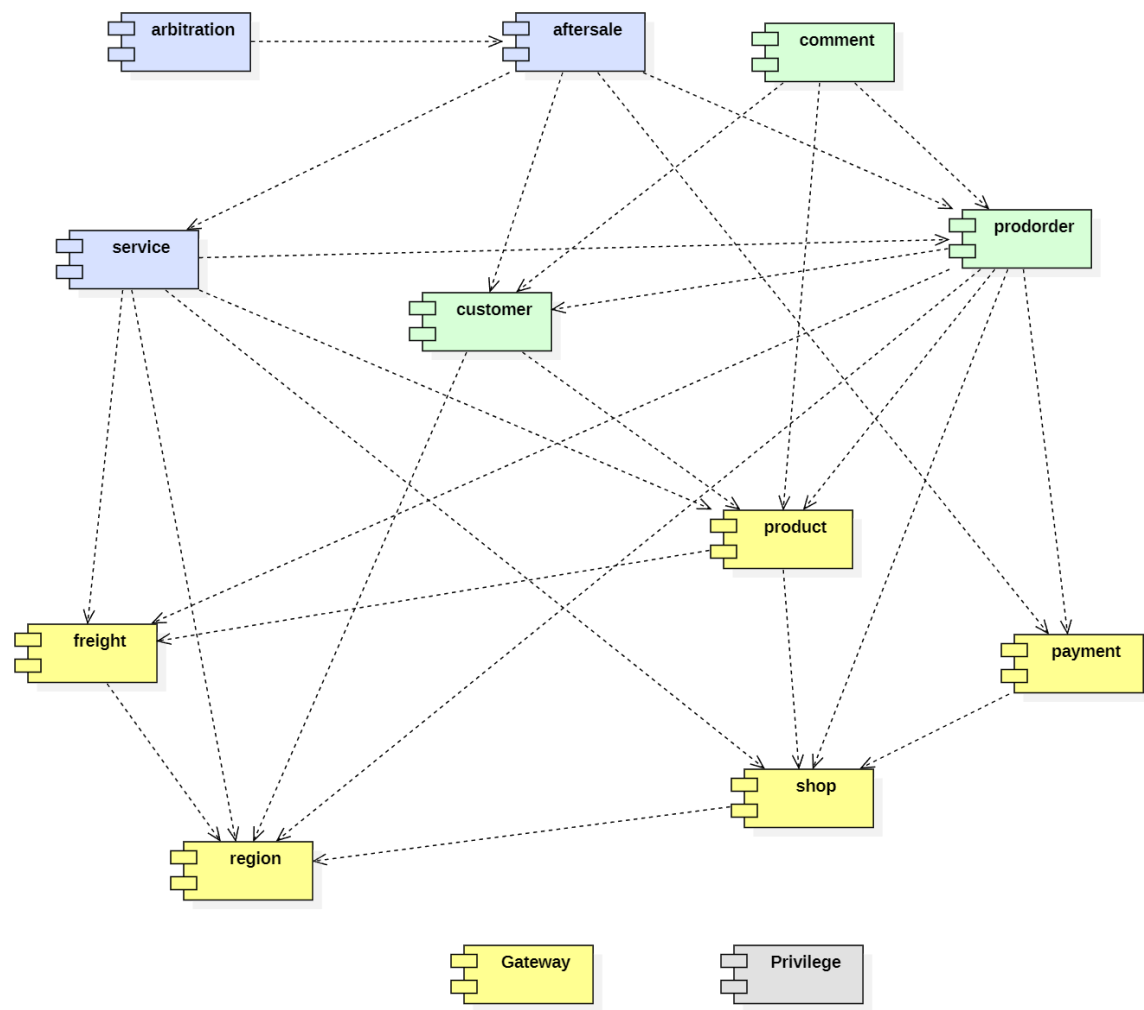 arbitration
aftersale
comment
prodorder
service
customer
product
freight
payment
shop
region
Gateway
Privilege